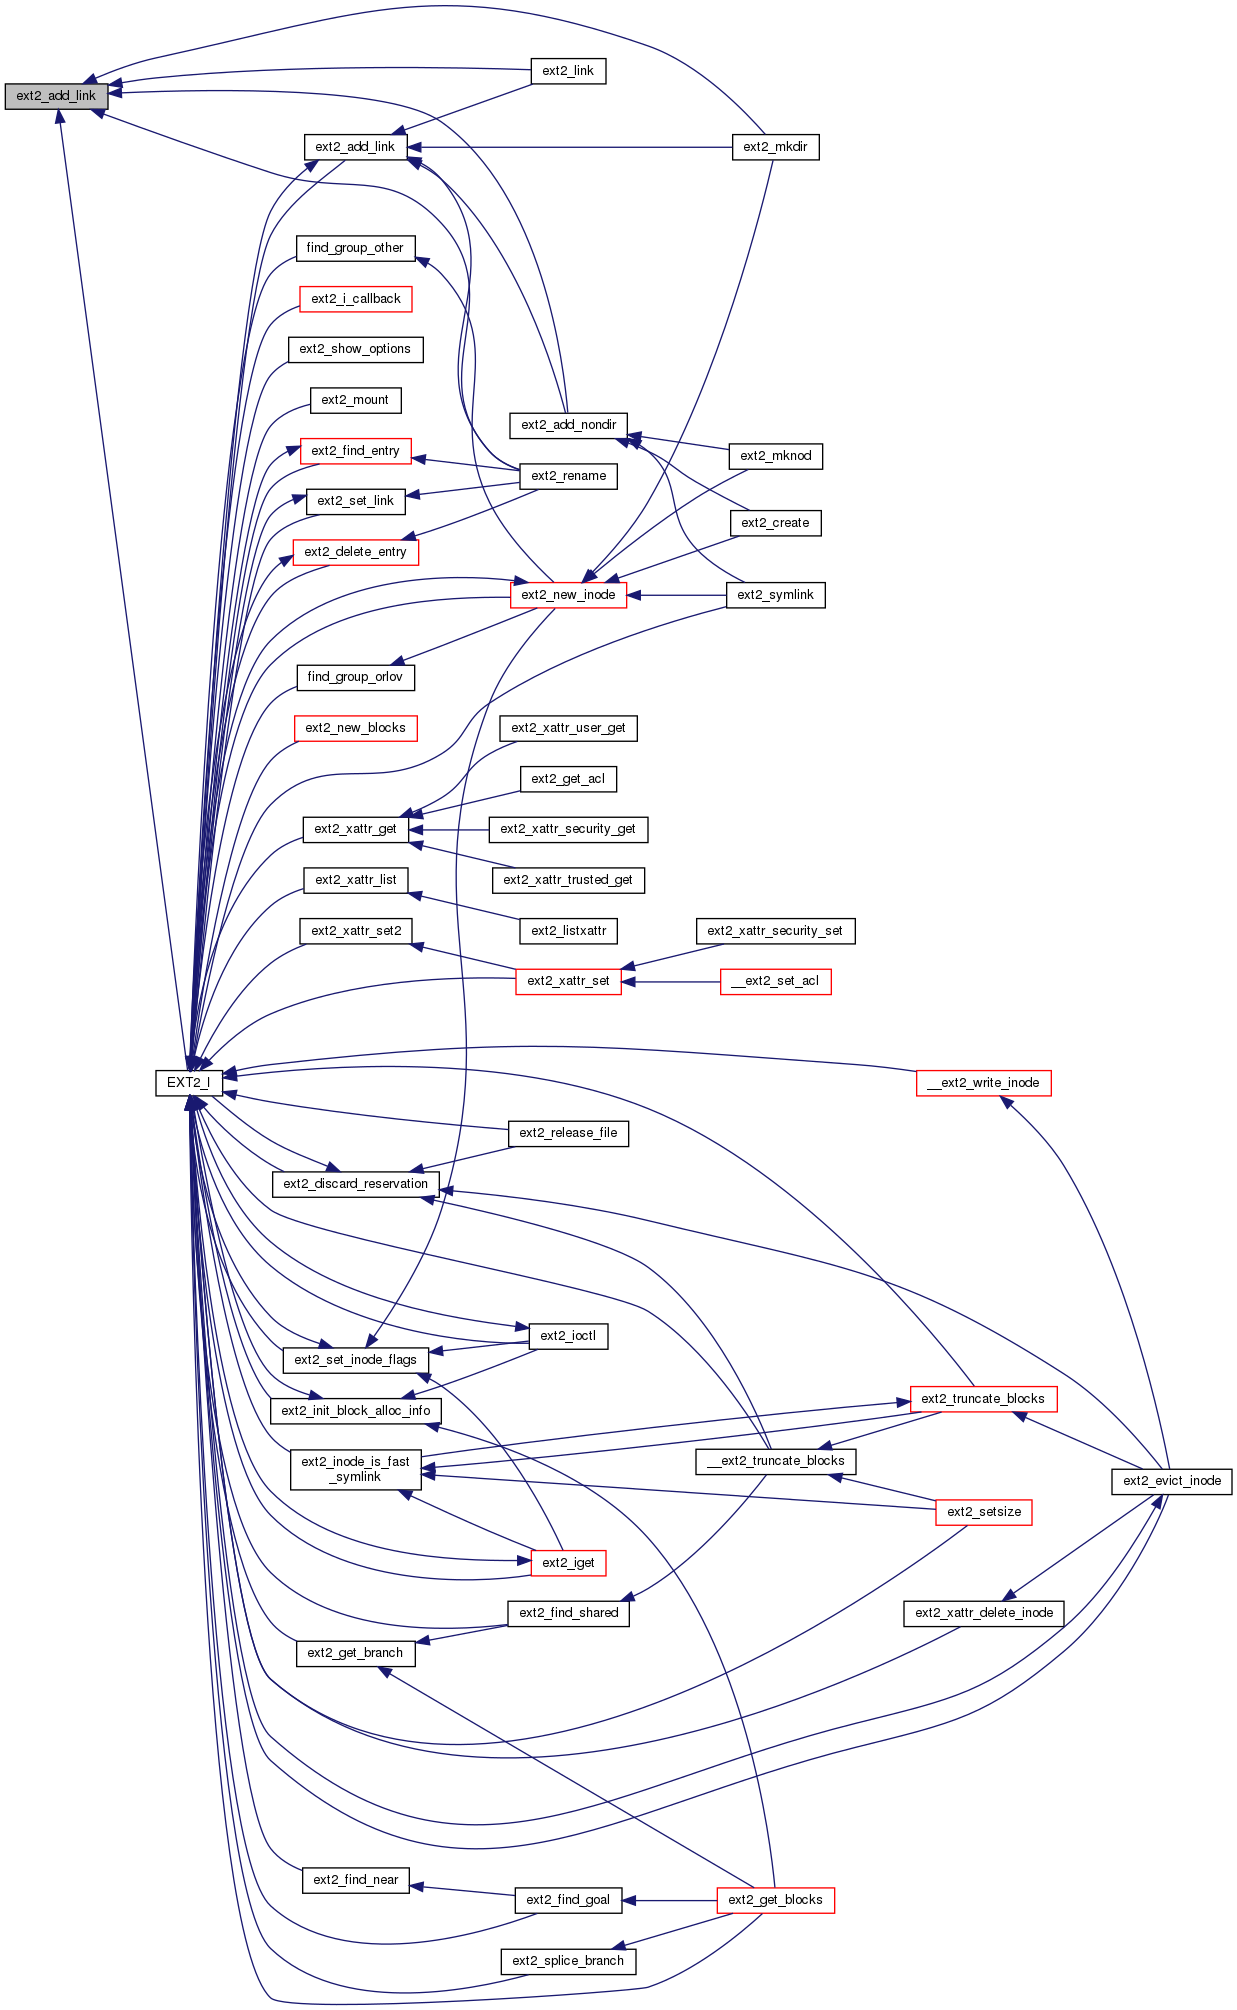 ext2_link
ext2_add_link
ext2_add_link
ext2_mkdir
find_group_other
ext2_i_callback
ext2_show_options
ext2_mount
ext2_add_nondir
ext2_find_entry
ext2_mknod
ext2_rename
ext2_set_link
ext2_create
ext2_delete_entry
ext2_new_inode
ext2_symlink
find_group_orlov
ext2_new_blocks
ext2_xattr_user_get
ext2_get_acl
ext2_xattr_get
ext2_xattr_security_get
ext2_xattr_list
ext2_xattr_trusted_get
ext2_xattr_set2
ext2_listxattr
ext2_xattr_security_set
ext2_xattr_set
__ext2_set_acl
EXT2_I
__ext2_write_inode
ext2_release_file
ext2_discard_reservation
ext2_ioctl
ext2_set_inode_flags
ext2_truncate_blocks
ext2_init_block_alloc_info
__ext2_truncate_blocks
ext2_inode_is_fast
_symlink
ext2_evict_inode
ext2_setsize
ext2_iget
ext2_find_shared
ext2_xattr_delete_inode
ext2_get_branch
ext2_find_near
ext2_find_goal
ext2_get_blocks
ext2_splice_branch